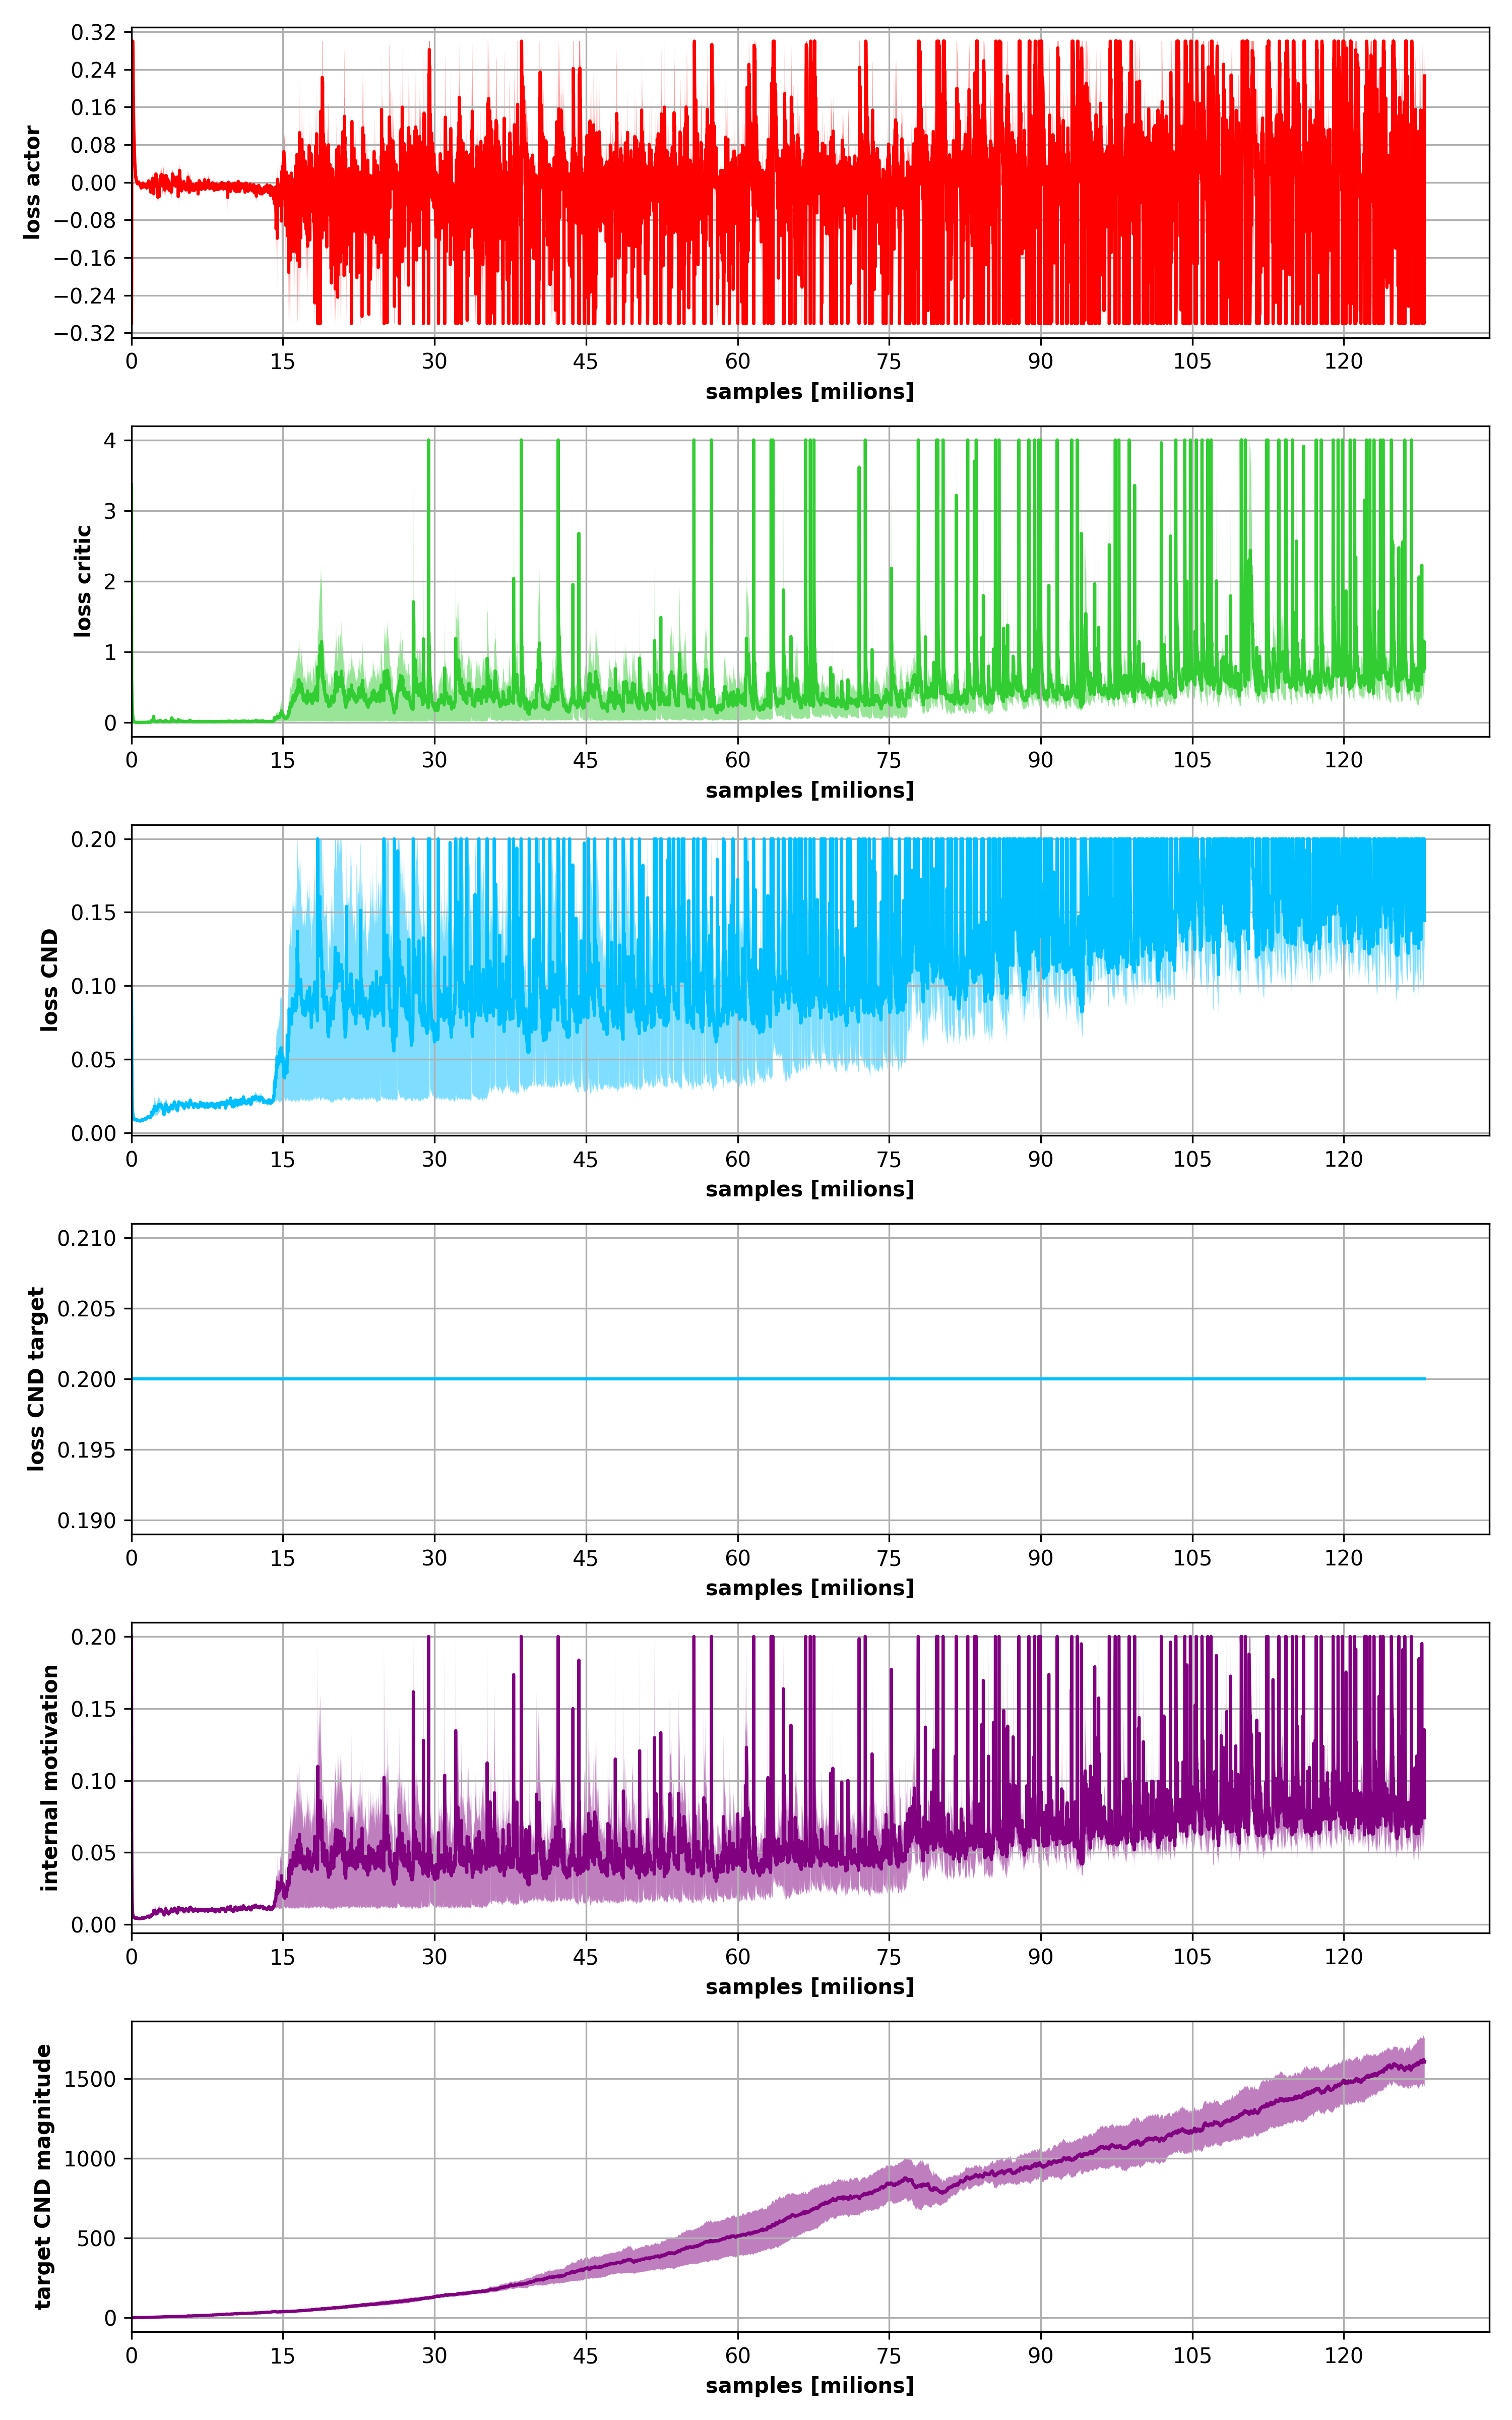 0.32
0.24
0.16
0.08
0.00
−0.08
−0.16
−0.24
−0.32
loss actor
0 15 30 45 60 75 90 105 120
samples [milions]
4
3
2
1
0
loss critic
0 15 30 45 60 75 90 105 120
samples [milions]
0.20
0.15
0.10
0.05
0.00
loss CND
0 15 30 45 60 75 90 105 120
samples [milions]
0.210
0.205
0.200
0.195
0.190
loss CND target
0 15 30 45 60 75 90 105 120
samples [milions]
0.20
0.15
0.10
0.05
0.00
internal motivation
0 15 30 45 60 75 90 105 120
samples [milions]
1500
1000
500
0
target CND magnitude
0 15 30 45 60 75 90 105 120
samples [milions]